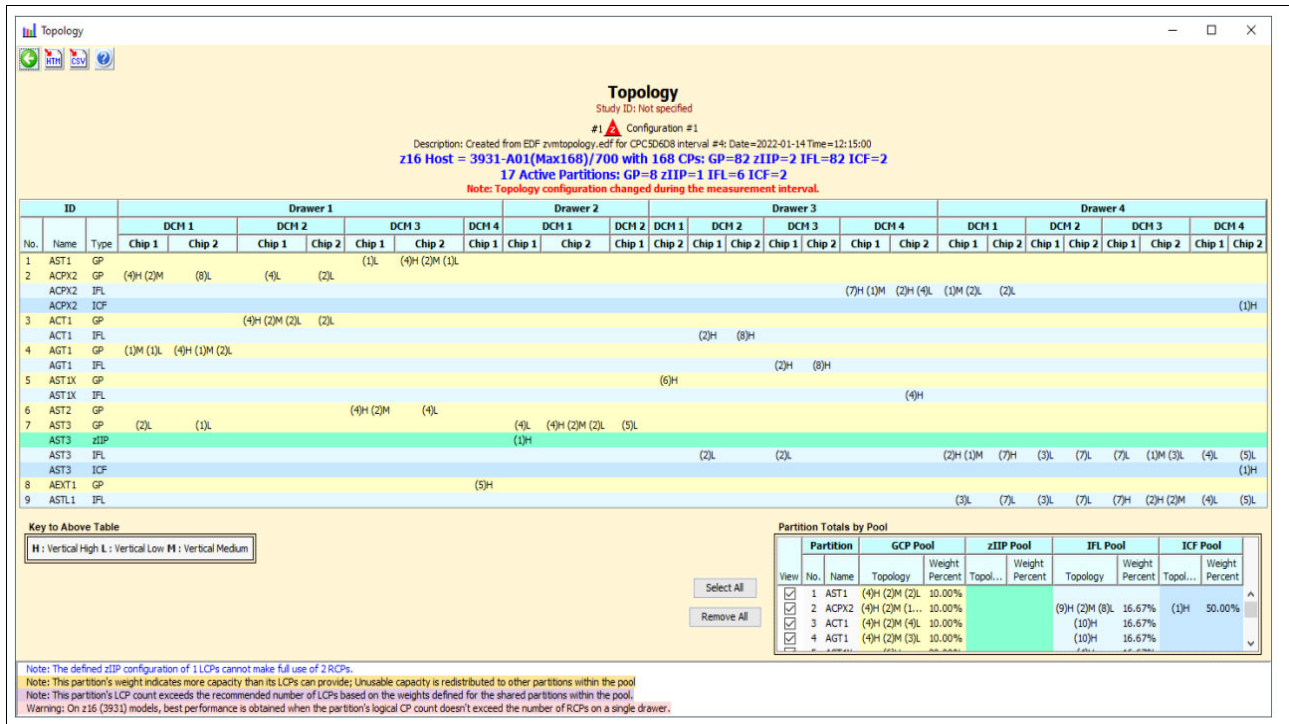 Topology
HTM CSV ?
Topology
Study ID: Not specified
#1 z Configuration #1
Description: Created from EDF zvmtopology.edf for CPC5D6D8 interval #4: Date=2022-01-14 Time=12:15:00
z16 Host = 3931-A01(Max168)/700 with 168 CPs: GP=82 zIIP=2 IFL=82 ICF=2
17 Active Partitions: GP=8 zIIP=1 IFL=6 ICF=2
Note: Topology configuration changed during the measurement interval.
ID Drawer 1 Drawer 2 Drawer 3 Drawer 4
DCM 1 DCM 2 DCM 3 DCM 4 DCM 1 DCM 2 DCM 1 DCM 2 DCM 3 DCM 4 DCM 1 DCM 2 DCM 3 DCM 4
No. Name Type Chip 1 Chip 2 Chip 1 Chip 2 Chip 1 Chip 2 Chip 1 Chip 1 Chip 2 Chip 1 Chip 2 Chip 1 Chip 2 Chip 1 Chip 2 Chip 1 Chip 2 Chip 1 Chip 2 Chip 1 Chip 2 Chip 1 Chip 2 Chip 1 Chip 2
1 AST1 GP (1)L (4)H (2)M (1)L
2 ACPX2 GP (4)H (2)M (8)L (4)L (2)L
ACPX2 IFL (7)H (1)M (2)H (4)L (1)M (2)L (2)L
ACPX2 ICF (1)H
3 ACT1 GP (4)H (2)M (2)L (2)L
ACT1 IFL (2)H (8)H
4 AGT1 GP (1)M (1)L (4)H (1)M (2)L
AGT1 IFL (2)H (8)H
5 AST1X GP (6)H
AST1X IFL (4)H
6 AST2 GP (4)H (2)M (4)L
7 AST3 GP (2)L (1)L (4)L (4)H (2)M (2)L (5)L
AST3 zIIP (1)H
AST3 IFL (2)L (2)L (2)H (1)M (7)H (3)L (7)L (7)L (1)M (3)L (4)L (5)L
AST3 ICF (1)H
8 AEXT1 GP (5)H
9 ASTL1 IFL (3)L (7)L (3)L (7)L (7)H (2)H (2)M (4)L (5)L
Key to Above Table
H : Vertical High L : Vertical Low M : Vertical Medium
Select All
Remove All
Partition Totals by Pool
Partition GCP Pool zIIP Pool IFL Pool ICF Pool
View No. Name Topology Weight Percent Topol... Weight Percent Topology Weight Percent Topol... Weight Percent
1 AST1 (4)H (2)M (2)L 10.00%
2 ACPX2 (4)H (2)M (1... 10.00% (9)H (2)M (8)L 16.67% (1)H 50.00%
3 ACT1 (4)H (2)M (4)L 10.00% (10)H 16.67%
4 AGT1 (4)H (2)M (3)L 10.00% (10)H 16.67%
Note: The defined zIIP configuration of 1 LCPs cannot make full use of 2 RCPs.
Note: This partition's weight indicates more capacity than its LCPs can provide; Unusable capacity is redistributed to other partitions within the pool
Note: This partition's LCP count exceeds the recommended number of LCPs based on the weights defined for the shared partitions within the pool.
Warning: On z16 (3931) models, best performance is obtained when the partition's logical CP count doesn't exceed the number of RCPs on a single drawer.